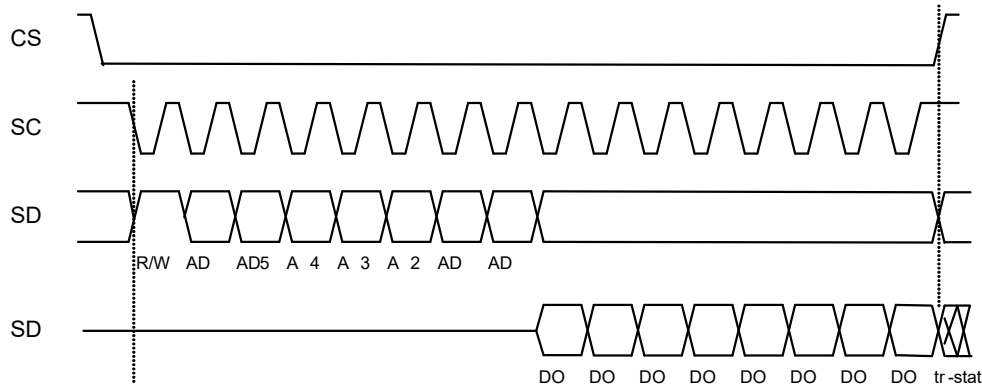 CS
SC
SD
R/W AD AD5 A 4 A 3 A 2 AD AD
SD
DO DO DO DO DO DO DO DO tr-stat